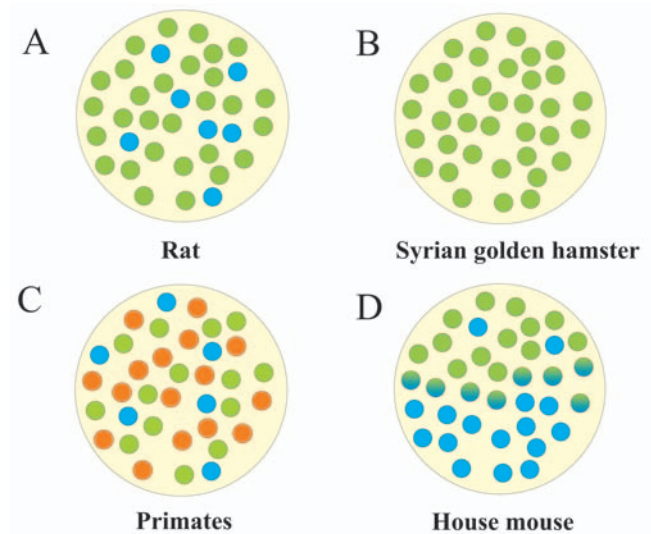 A
B
Rat
Syrian golden hamster
C
D
Primates
House mouse